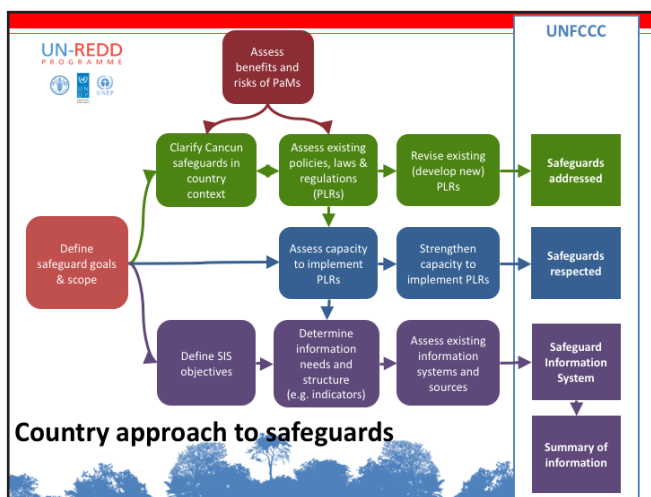 UNFCCC
UN-REDD
PROGRAMME
UNEP
Assess
benefits and
risks of PaMs
Clarify Cancun
safeguards in
country
context
Assess existing
policies, laws &
regulations
(PLRs)
Revise existing
(develop new)
PLRs
Safeguards
addressed
Define
safeguard goals
& scope
Assess capacity
to implement
PLRs
Strengthen
capacity to
implement PLRs
Safeguards
respected
Define SIS
objectives
Determine
information
needs and
structure
(e.g. indicators)
Assess existing
information
systems and
sources
Safeguard
Information
System
Country approach to safeguards
Summary of
information